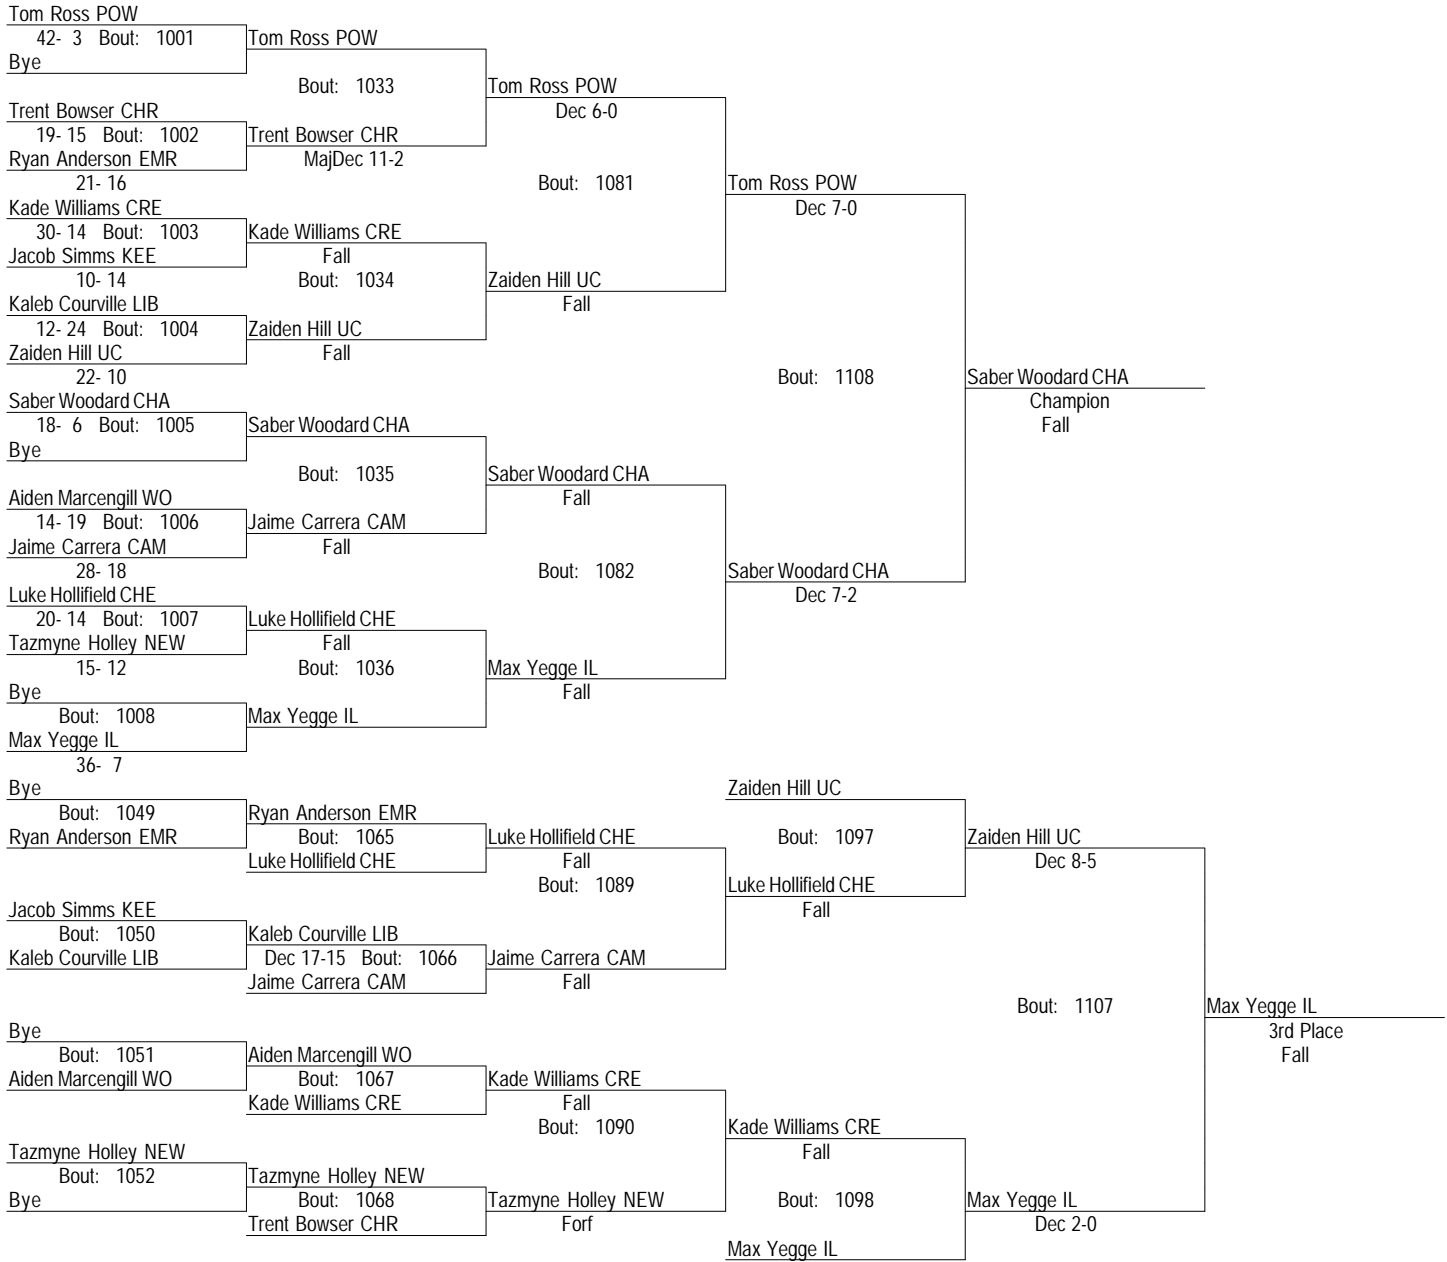 Tom Ross POW
42- 3 Bout: 1001 Tom Ross POW
Bye
Bout: 1033 Tom Ross POW
Trent Bowser CHR Dec 6-0
19- 15 Bout: 1002 Trent Bowser CHR
Ryan Anderson EMR MajDec 11-2
21- 16 Bout: 1081 Tom Ross POW
Kade Williams CRE Dec 7-0
30- 14 Bout: 1003 Kade Williams CRE
Jacob Simms KEE Fall
10- 14 Bout: 1034 Zaiden Hill UC
Kaleb Courville LIB Fall
12- 24 Bout: 1004 Zaiden Hill UC
Zaiden Hill UC Fall
22- 10 Bout: 1108 Saber Woodard CHA
Saber Woodard CHA Champion
18- 6 Bout: 1005 Saber Woodard CHA Fall
Bye
Bout: 1035 Saber Woodard CHA
Aiden Marcengill WO Fall
14- 19 Bout: 1006 Jaime Carrera CAM
Jaime Carrera CAM Fall
28- 18 Bout: 1082 Saber Woodard CHA
Luke Hollifield CHE Dec 7-2
20- 14 Bout: 1007 Luke Hollifield CHE
Tazmyne Holley NEW Fall
15- 12 Bout: 1036 Max Yegge IL
Bye Fall
Bout: 1008 Max Yegge IL
Max Yegge IL
36- 7
Bye Zaiden Hill UC
Bout: 1049 Ryan Anderson EMR
Ryan Anderson EMR Bout: 1065 Luke Hollifield CHE Bout: 1097 Zaiden Hill UC
Luke Hollifield CHE Fall Dec 8-5
Bout: 1089 Luke Hollifield CHE
Jacob Simms KEE Fall
Bout: 1050 Kaleb Courville LIB
Kaleb Courville LIB Dec 17-15 Bout: 1066 Jaime Carrera CAM
Jaime Carrera CAM Fall
Bout: 1107 Max Yegge IL
Bye 3rd Place
Bout: 1051 Aiden Marcengill WO Fall
Aiden Marcengill WO Bout: 1067 Kade Williams CRE
Kade Williams CRE Fall
Bout: 1090 Kade Williams CRE
Tazmyne Holley NEW Fall
Bout: 1052 Tazmyne Holley NEW
Bye Bout: 1068 Tazmyne Holley NEW Bout: 1098 Max Yegge IL
Trent Bowser CHR Forf Dec 2-0
Max Yegge IL